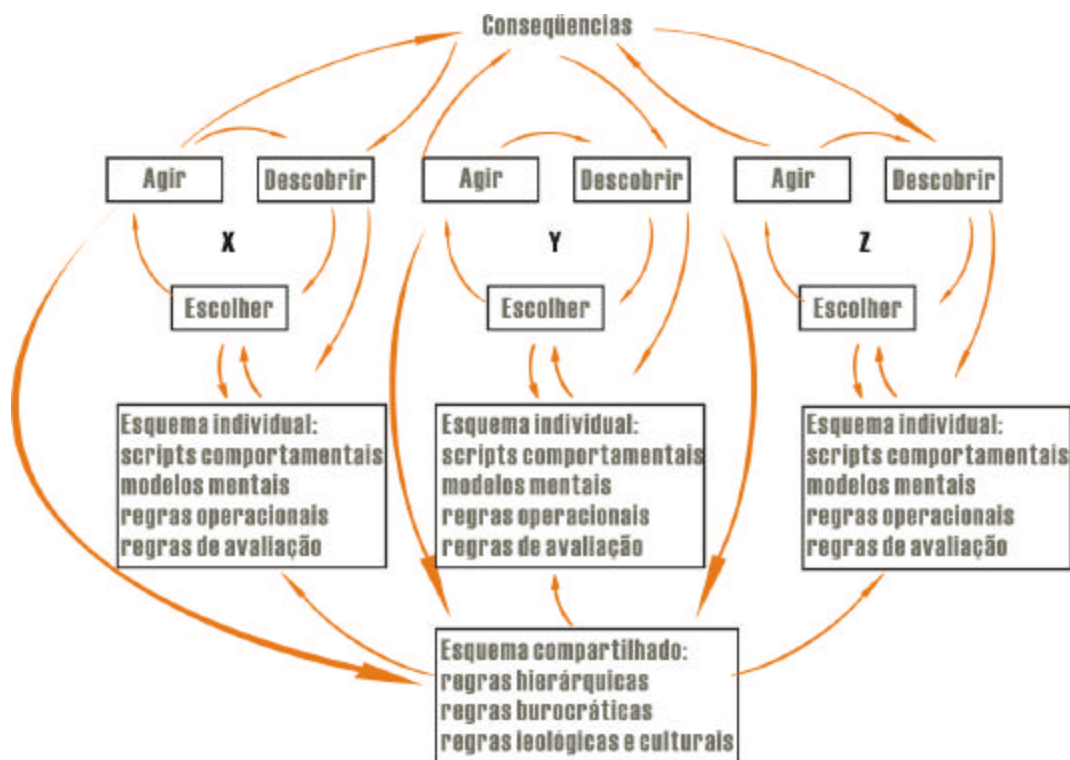 Conseqüências
Agir
Descobrir
Agir
Descobrir
Agir
Descobrir
X
Y
Z
Escolher
Escolher
Escolher
Esquema individual:
scripts comportamentais
modelos mentais
regras operacionais
regras de avaliação
Esquema individual:
scripts comportamentais
modelos mentais
regras operacionais
regras de avaliação
Esquema individual:
scripts comportamentais
modelos mentais
regras operacionais
regras de avaliação
Esquema compartilhado:
regras hierárquicas
regras burocráticas
regras ieológicas e culturais